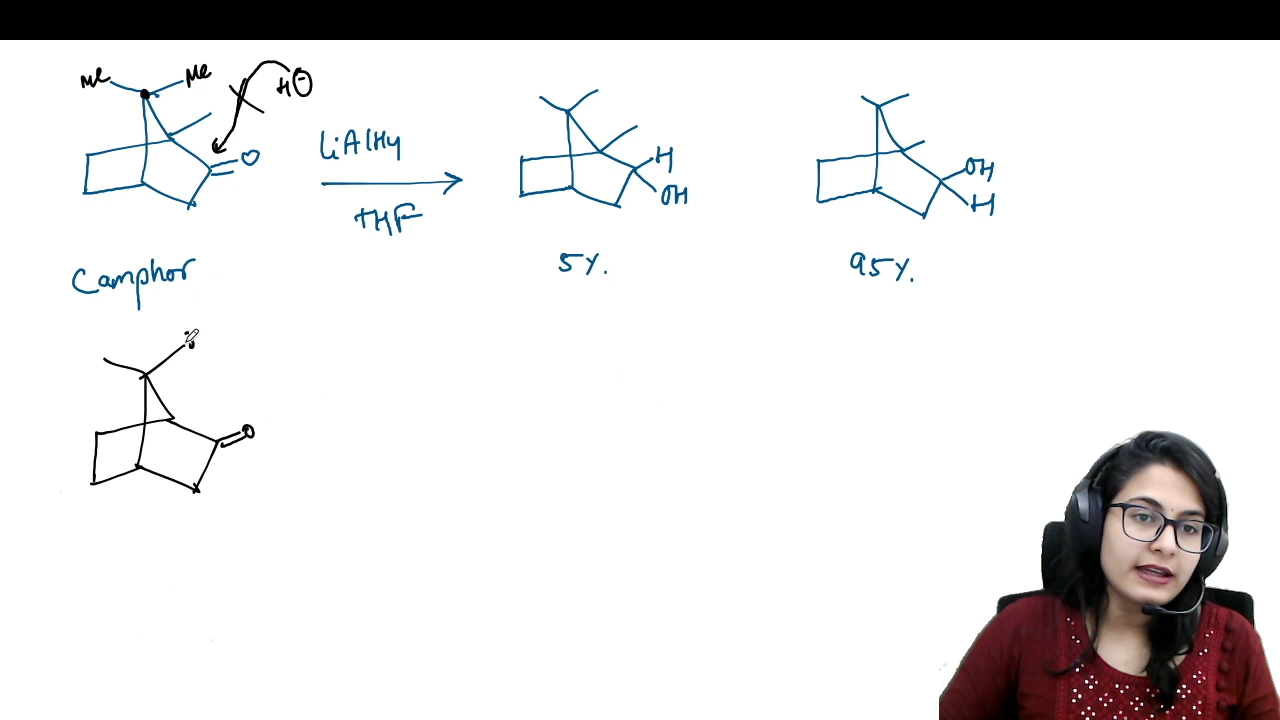 Me Me HΘ
O
LiAlH4
THF
H
OH
OH
H
Camphor
5%.
95%.
O